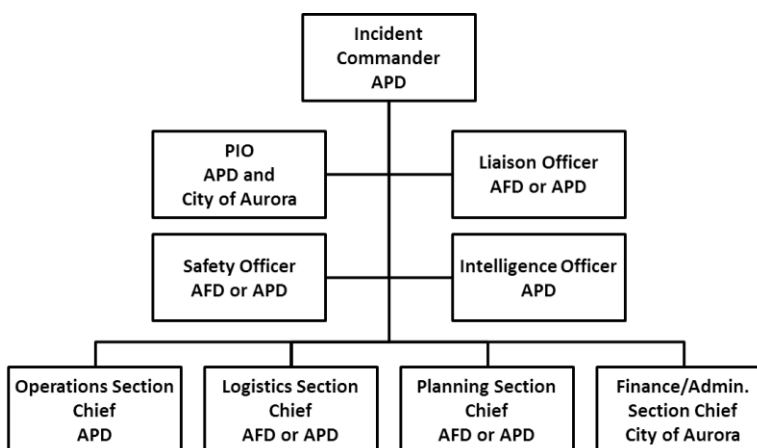 Incident
Commander
APD
PIO
APD and
City of Aurora
Liaison Officer
AFD or APD
Safety Officer
AFD or APD
Intelligence Officer
APD
Operations Section
Chief
APD
Logistics Section
Chief
AFD or APD
Planning Section
Chief
AFD or APD
Finance/Admin.
Section Chief
City of Aurora